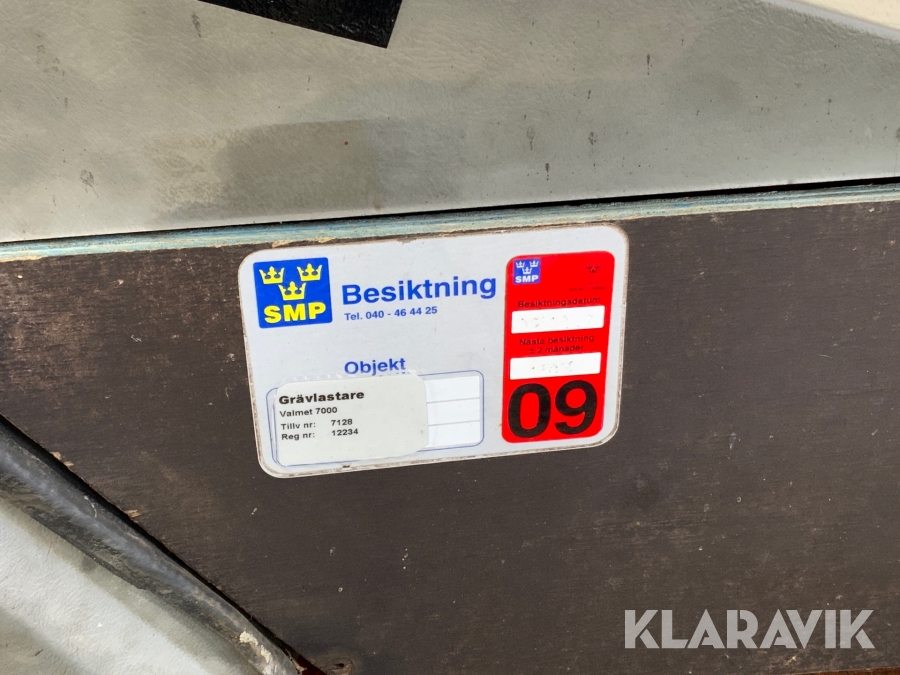 SMP
Besiktning
Tel. 040 - 46 44 25
Objekt
Grävlastare
Valmet 7000
Tillv nr: 7128
Reg nr: 12234
SMP
Besiktningsdatum
Nästa besiktning
± 2 månader
09
KLARAVIK